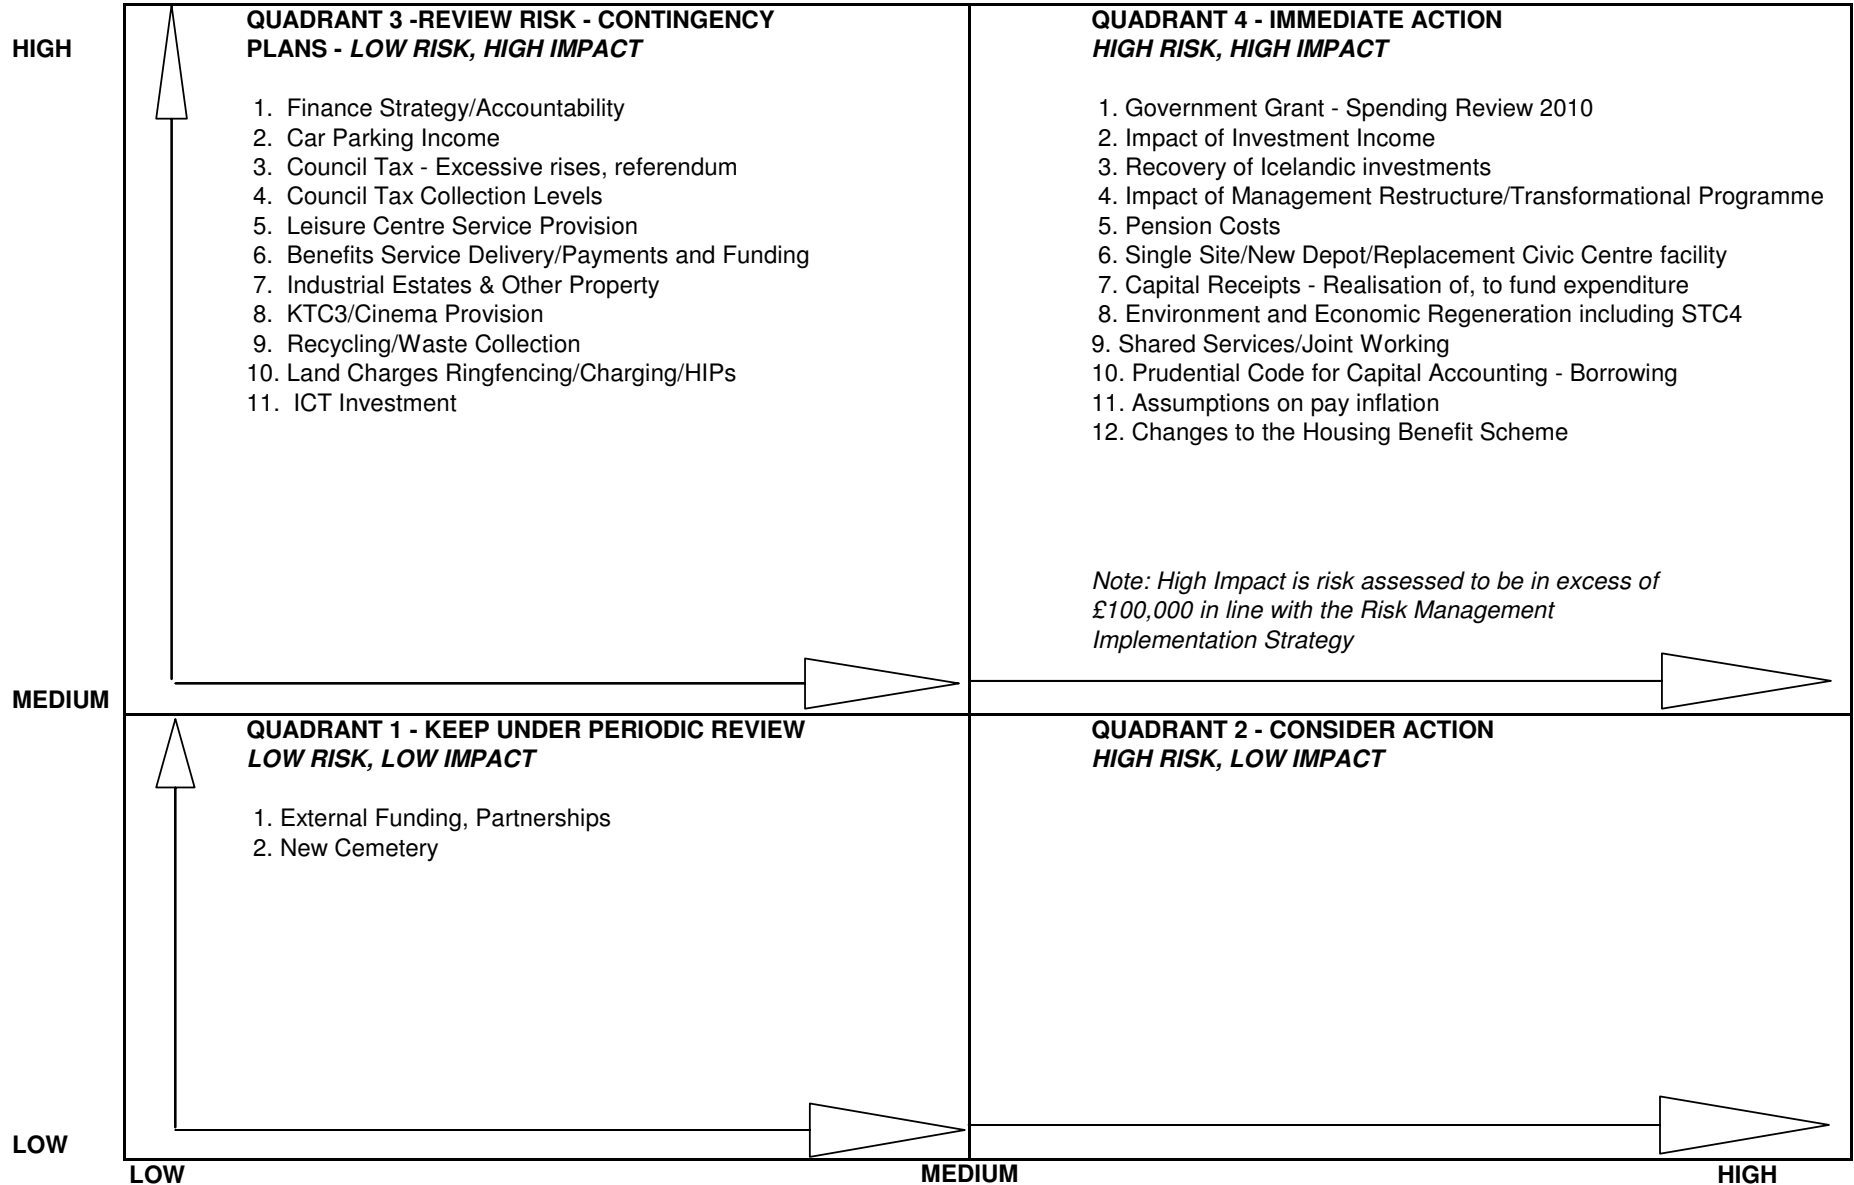 HIGH
QUADRANT 3 -REVIEW RISK - CONTINGENCY
PLANS - LOW RISK, HIGH IMPACT
1. Finance Strategy/Accountability
2. Car Parking Income
3. Council Tax - Excessive rises, referendum
4. Council Tax Collection Levels
5. Leisure Centre Service Provision
6. Benefits Service Delivery/Payments and Funding
7. Industrial Estates & Other Property
8. KTC3/Cinema Provision
9. Recycling/Waste Collection
10. Land Charges Ringfencing/Charging/HIPs
11. ICT Investment
QUADRANT 4 - IMMEDIATE ACTION
HIGH RISK, HIGH IMPACT
1. Government Grant - Spending Review 2010
2. Impact of Investment Income
3. Recovery of Icelandic investments
4. Impact of Management Restructure/Transformational Programme
5. Pension Costs
6. Single Site/New Depot/Replacement Civic Centre facility
7. Capital Receipts - Realisation of, to fund expenditure
8. Environment and Economic Regeneration including STC4
9. Shared Services/Joint Working
10. Prudential Code for Capital Accounting - Borrowing
11. Assumptions on pay inflation
12. Changes to the Housing Benefit Scheme
Note: High Impact is risk assessed to be in excess of
£100,000 in line with the Risk Management
Implementation Strategy
MEDIUM
QUADRANT 1 - KEEP UNDER PERIODIC REVIEW
LOW RISK, LOW IMPACT
1. External Funding, Partnerships
2. New Cemetery
QUADRANT 2 - CONSIDER ACTION
HIGH RISK, LOW IMPACT
LOW
LOW
MEDIUM
HIGH